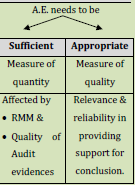 A.E. needs to be
Sufficient Appropriate
Measure of quantity
Measure of quality
Affected by
• RMM &
• Quality of
Audit
evidences
Relevance &
reliability in
providing
support for
conclusion.